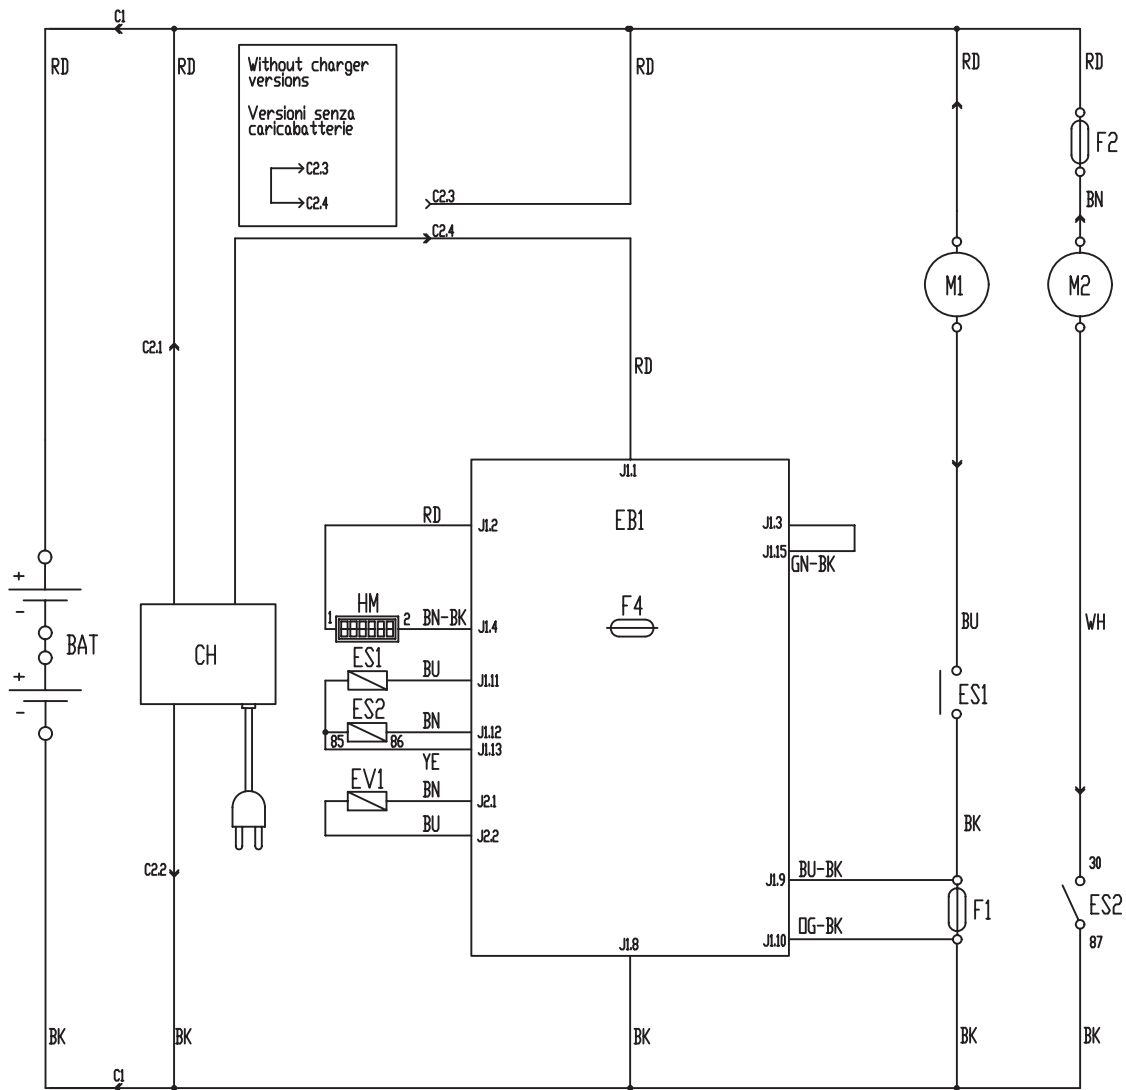 C1
RD
RD
RD
RD
RD
Without charger
versions
Versioni senza
caricabatterie
C2.3
C2.4
C2.3
C2.4
F2
BN
M1
M2
C2.1
RD
J1.1
EB1
RD
J1.2
J1.3
J1.15
GN-BK
HM
1
2
BN-BK
J1.4
F4
+
-
BAT
+
-
CH
BU
WH
ES1
BU
J1.11
ES1
ES2
BN
J1.12
85
86
J1.13
YE
EV1
BN
J2.1
BU
J2.2
BK
C2.2
J1.9
BU-BK
30
F1
ES2
J1.10
OG-BK
87
J1.8
BK
BK
BK
BK
BK
C1